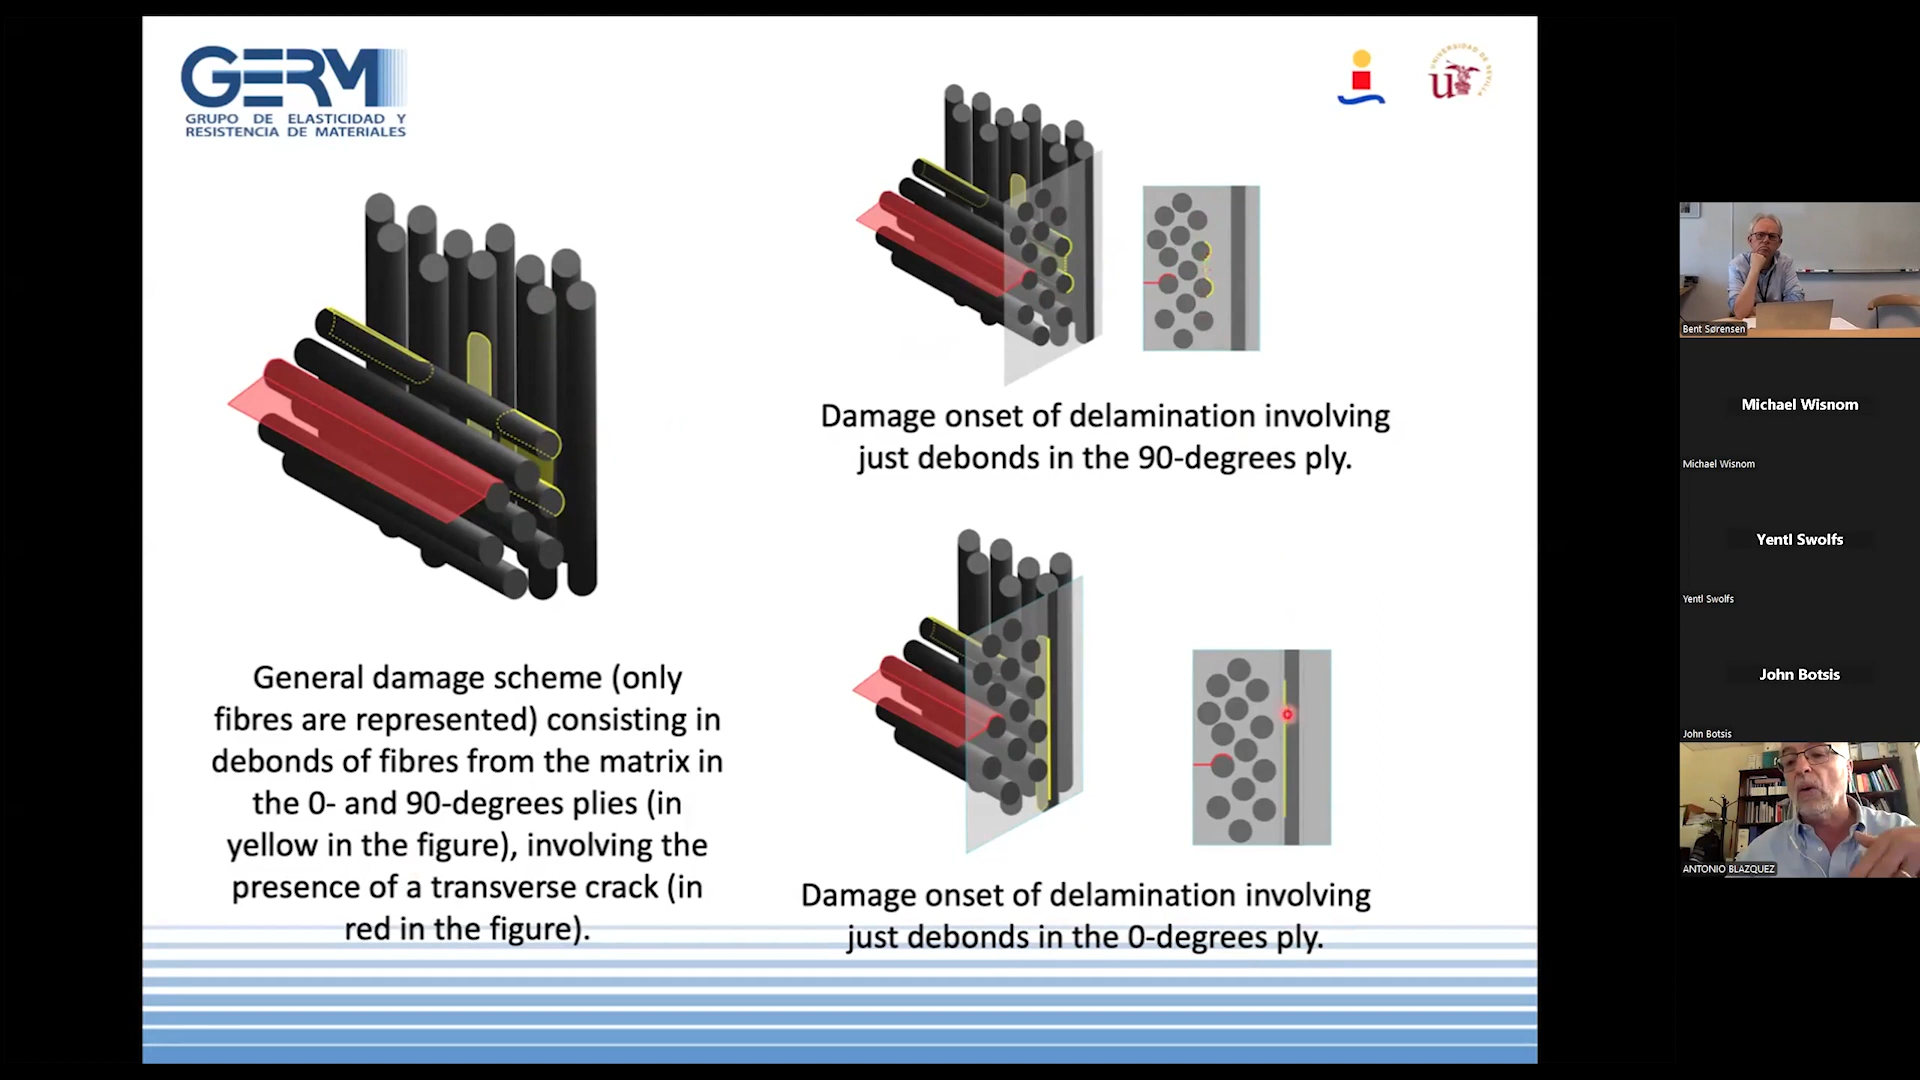 GERM
GRUPO DE ELASTICIDAD Y
RESISTENCIA DE MATERIALES
UNIVERSIDAD DE SEVILLA
Damage onset of delamination involving
just debonds in the 90-degrees ply.
General damage scheme (only
fibres are represented) consisting in
debonds of fibres from the matrix in
the 0- and 90-degrees plies (in
yellow in the figure), involving the
presence of a transverse crack (in
red in the figure).
Damage onset of delamination involving
just debonds in the 0-degrees ply.
Bent Sørensen
Michael Wisnom
Michael Wisnom
Yentl Swolfs
Yentl Swolfs
John Botsis
John Botsis
ANTONIO BLAZQUEZ